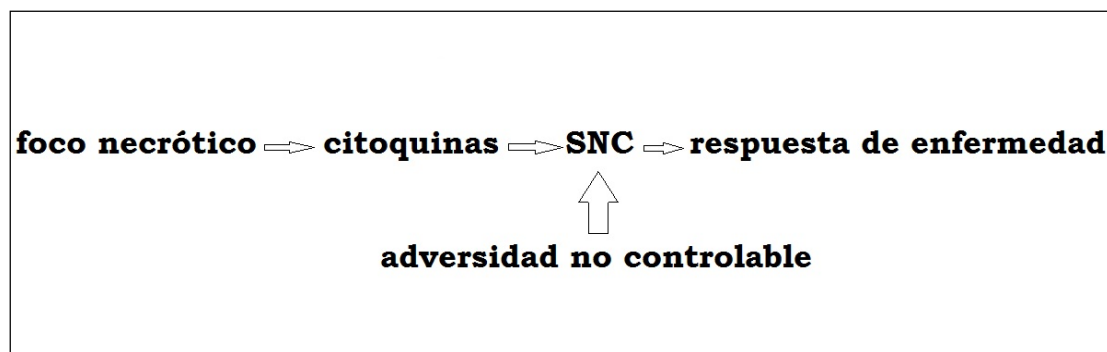 foco necrótico citoquinas SNC respuesta de enfermedad
adversidad no controlable